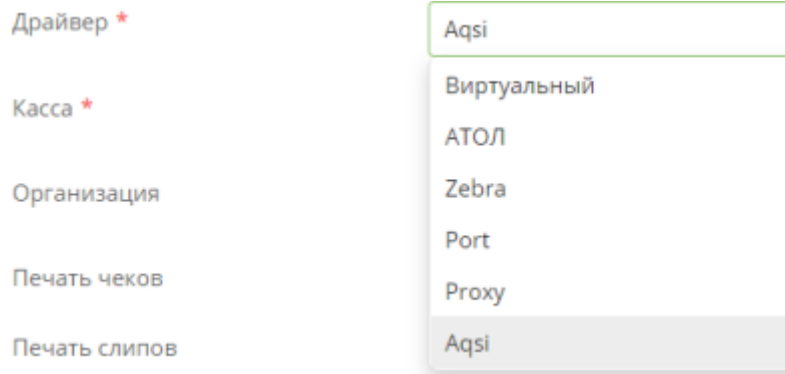 Драйвер *
Aqsi
Виртуальный
Касса *
АТОЛ
Zebra
Организация
Port
Печать чеков
Proxy
Печать слипов
Aqsi